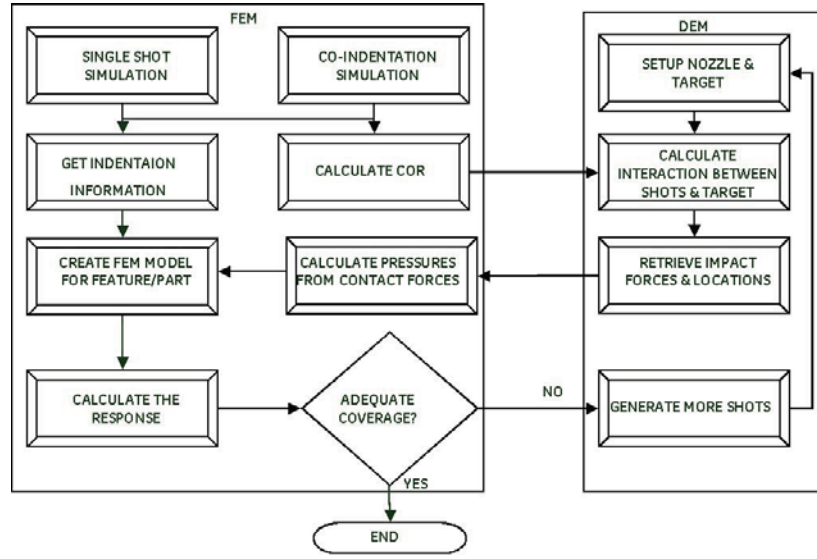 FEM
DEM
SINGLE SHOT
SIMULATION
CO-INDENTATION
SIMULATION
SETUP NOZZLE &
TARGET
GET INDENTAION
INFORMATION
CALCULATE COR
CALCULATE
INTERACTION BETWEEN
SHOTS & TARGET
CREATE FEM MODEL
FOR FEATURE/PART
CALCULATE PRESSURES
FROM CONTACT FORCES
RETRIEVE IMPACT
FORCES & LOCATIONS
CALCULATE THE
RESPONSE
ADEQUATE
COVERAGE?
NO
GENERATE MORE SHOTS
YES
END